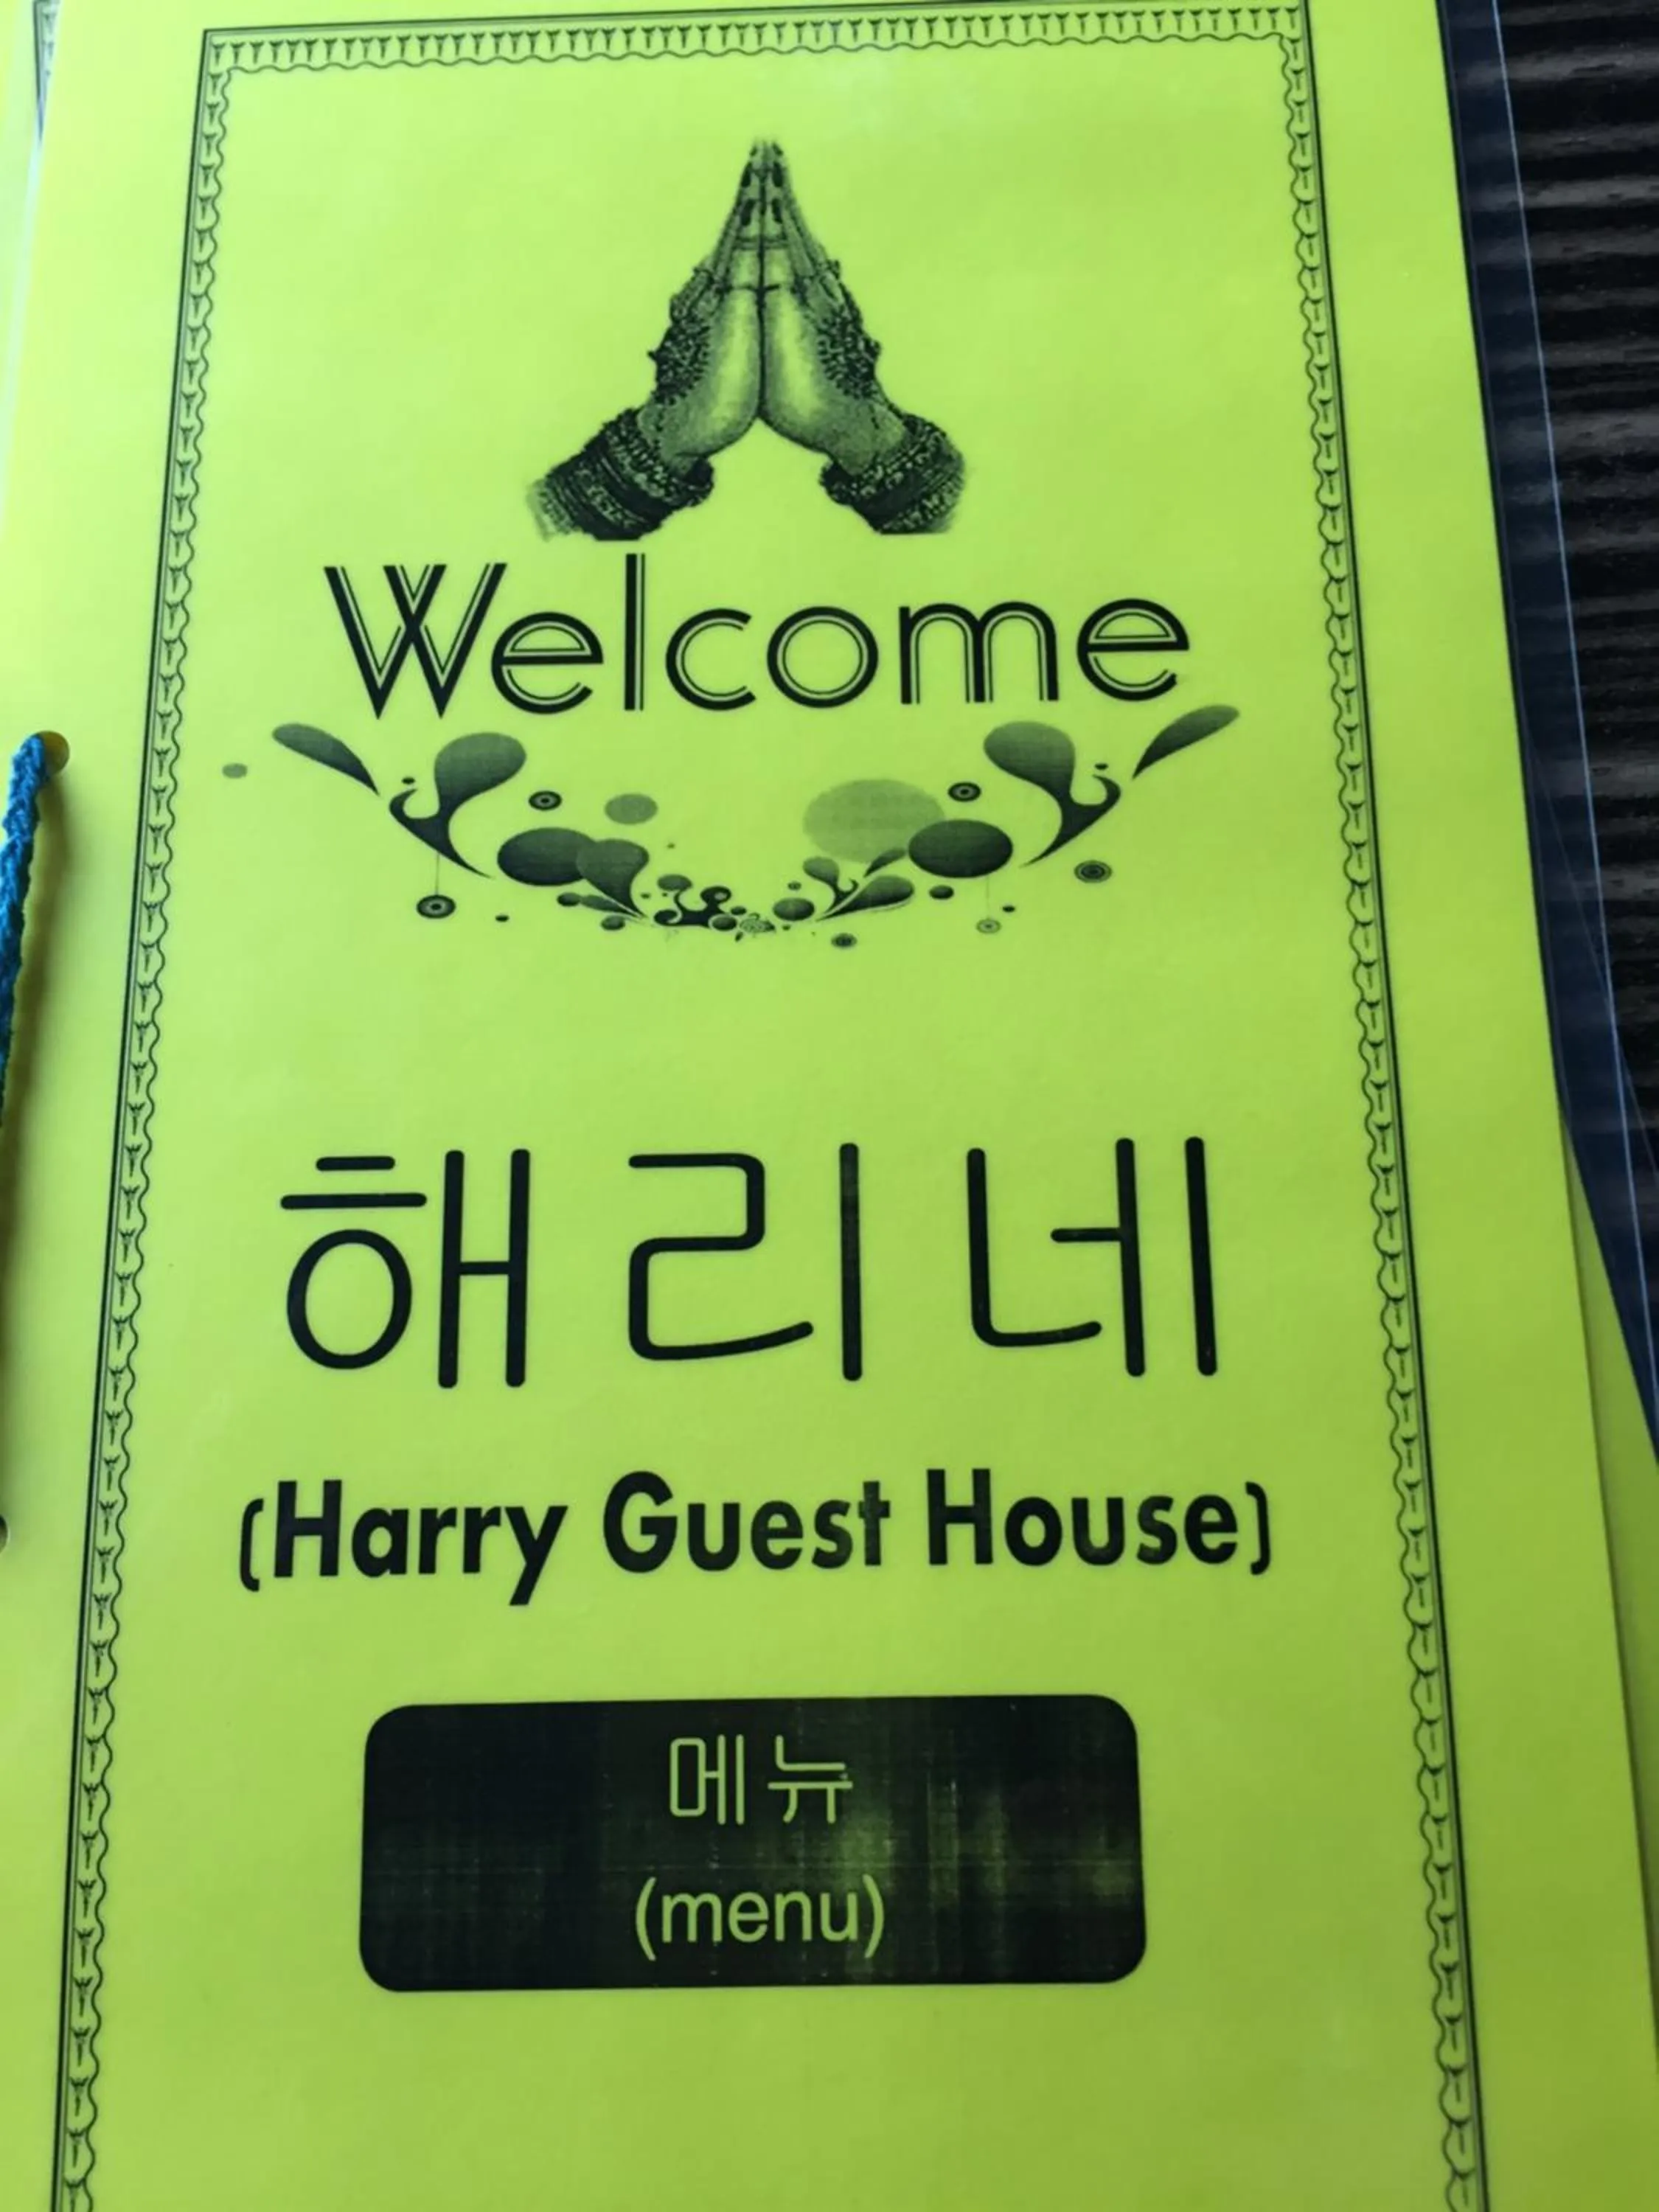 Welcome
해리네
(Harry Guest House)
메뉴
(menu)